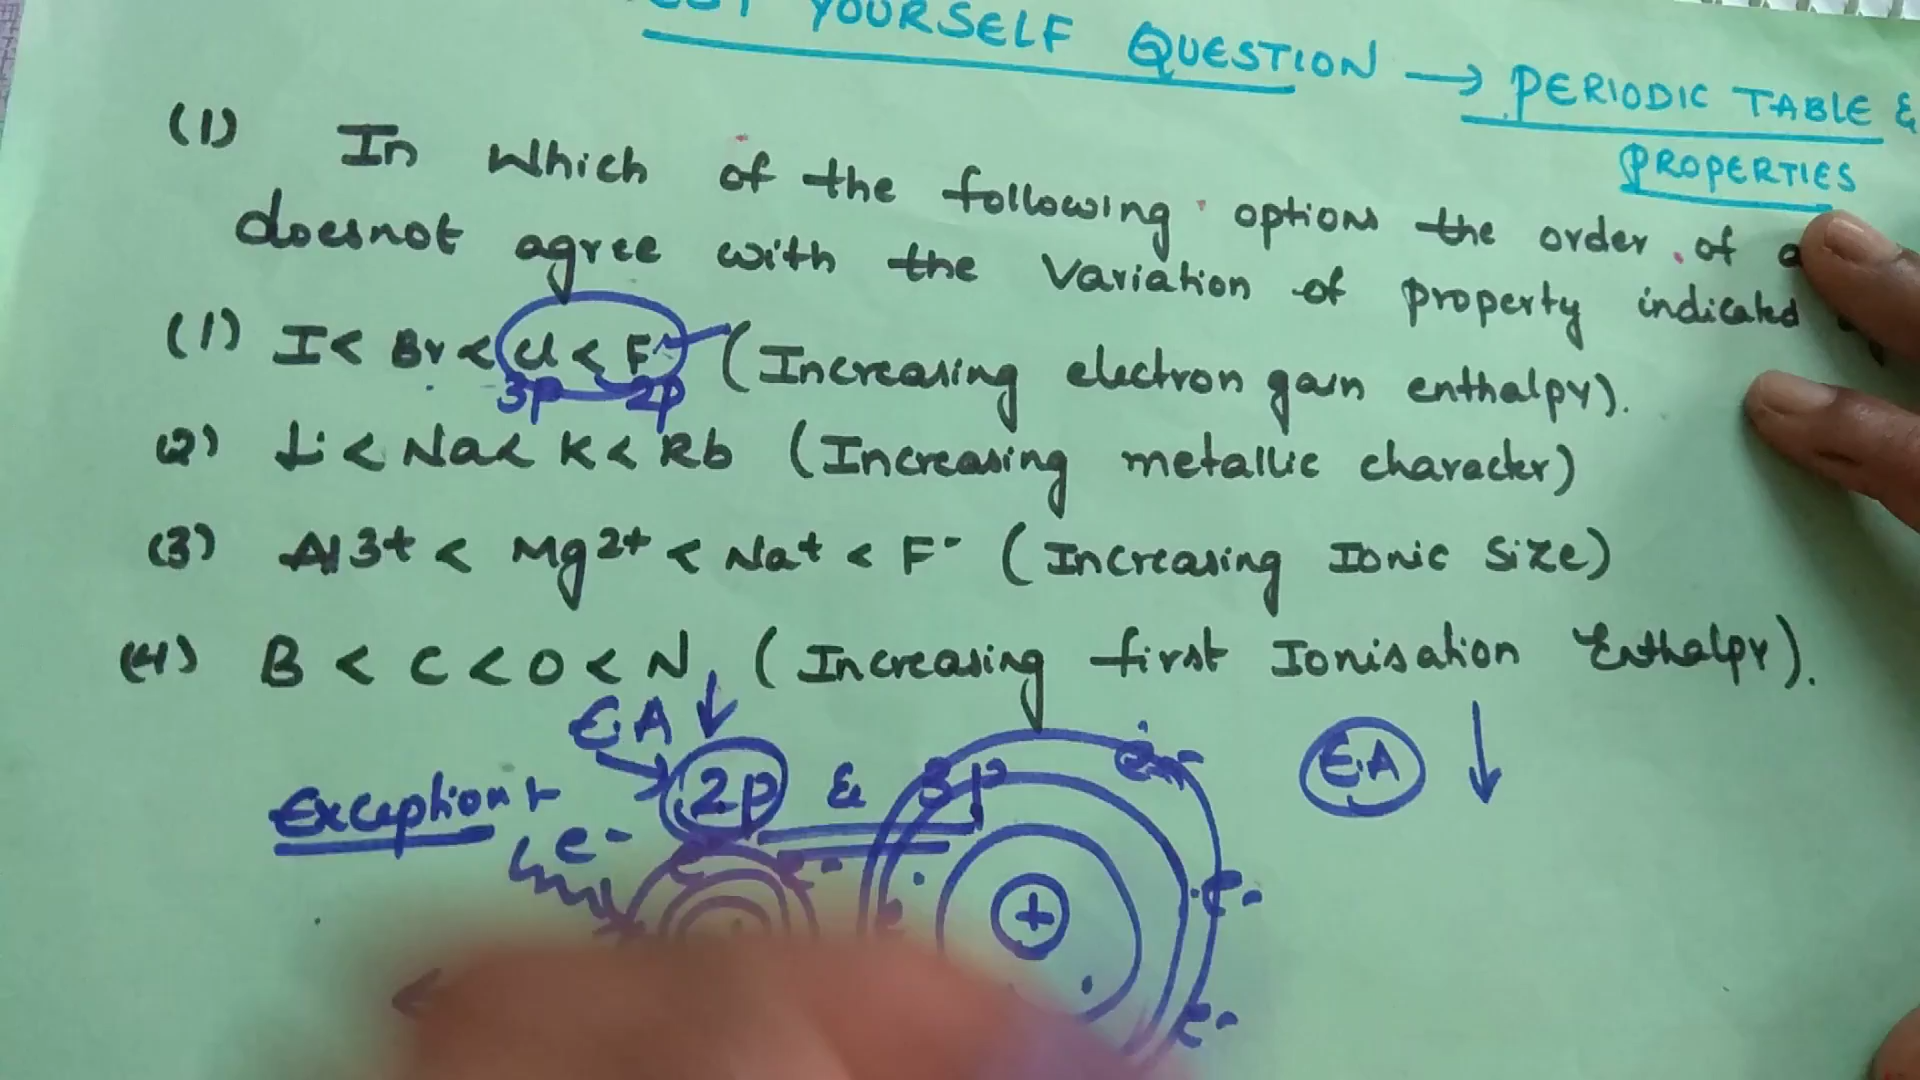 YOURSELF QUESTION → PERIODIC TABLE &
PROPERTIES
(1) In Which of the following options the order of
doesnot agree with the Variation of property indicated
(1) I < Br < Cl < F (Increasing electron gain enthalpy).
3p 2p
(2) Li < Na < K < Rb (Increasing metallic character)
(3) Al3+ < Mg2+ < Na+ < F- (Increasing Ionic Size)
(4) B < C < O < N (Increasing first Ionisation Enthalpy).
E.A ↓
Exception 2p & 3p E.A ↓
e- e-
e- e-
+
e-